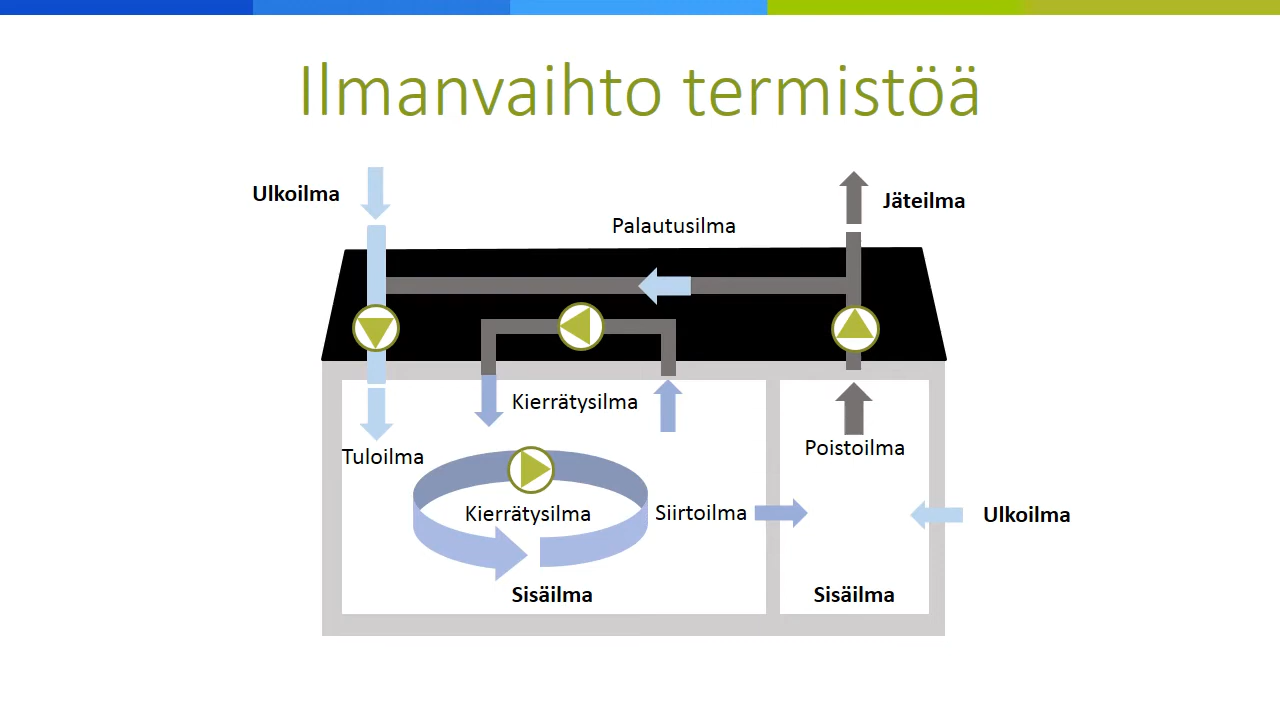 Ilmanvaihto termistöä
Ulkoilma
Jäteilma
Palautusilma
Kierrätysilma
Tuloilma
Poistoilma
Kierrätysilma
Siirtoilma
Ulkoilma
Sisäilma
Sisäilma